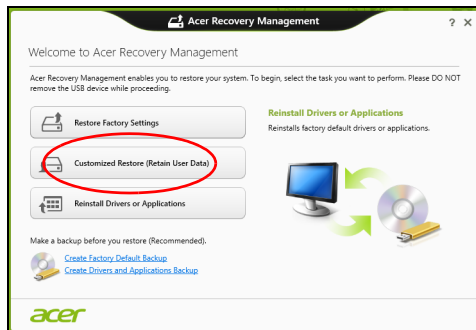 Acer Recovery Management
? X
Welcome to Acer Recovery Management
Acer Recovery Management enables you to restore your system. To begin, select the task you want to perform. Please DO NOT
remove the USB device while proceeding.
Restore Factory Settings
Customized Restore (Retain User Data)
Reinstall Drivers or Applications
Reinstall Drivers or Applications
Reinstalls factory default drivers or applications.
Make a backup before you restore (Recommended).
Create Factory Default Backup
Create Drivers and Applications Backup
acer